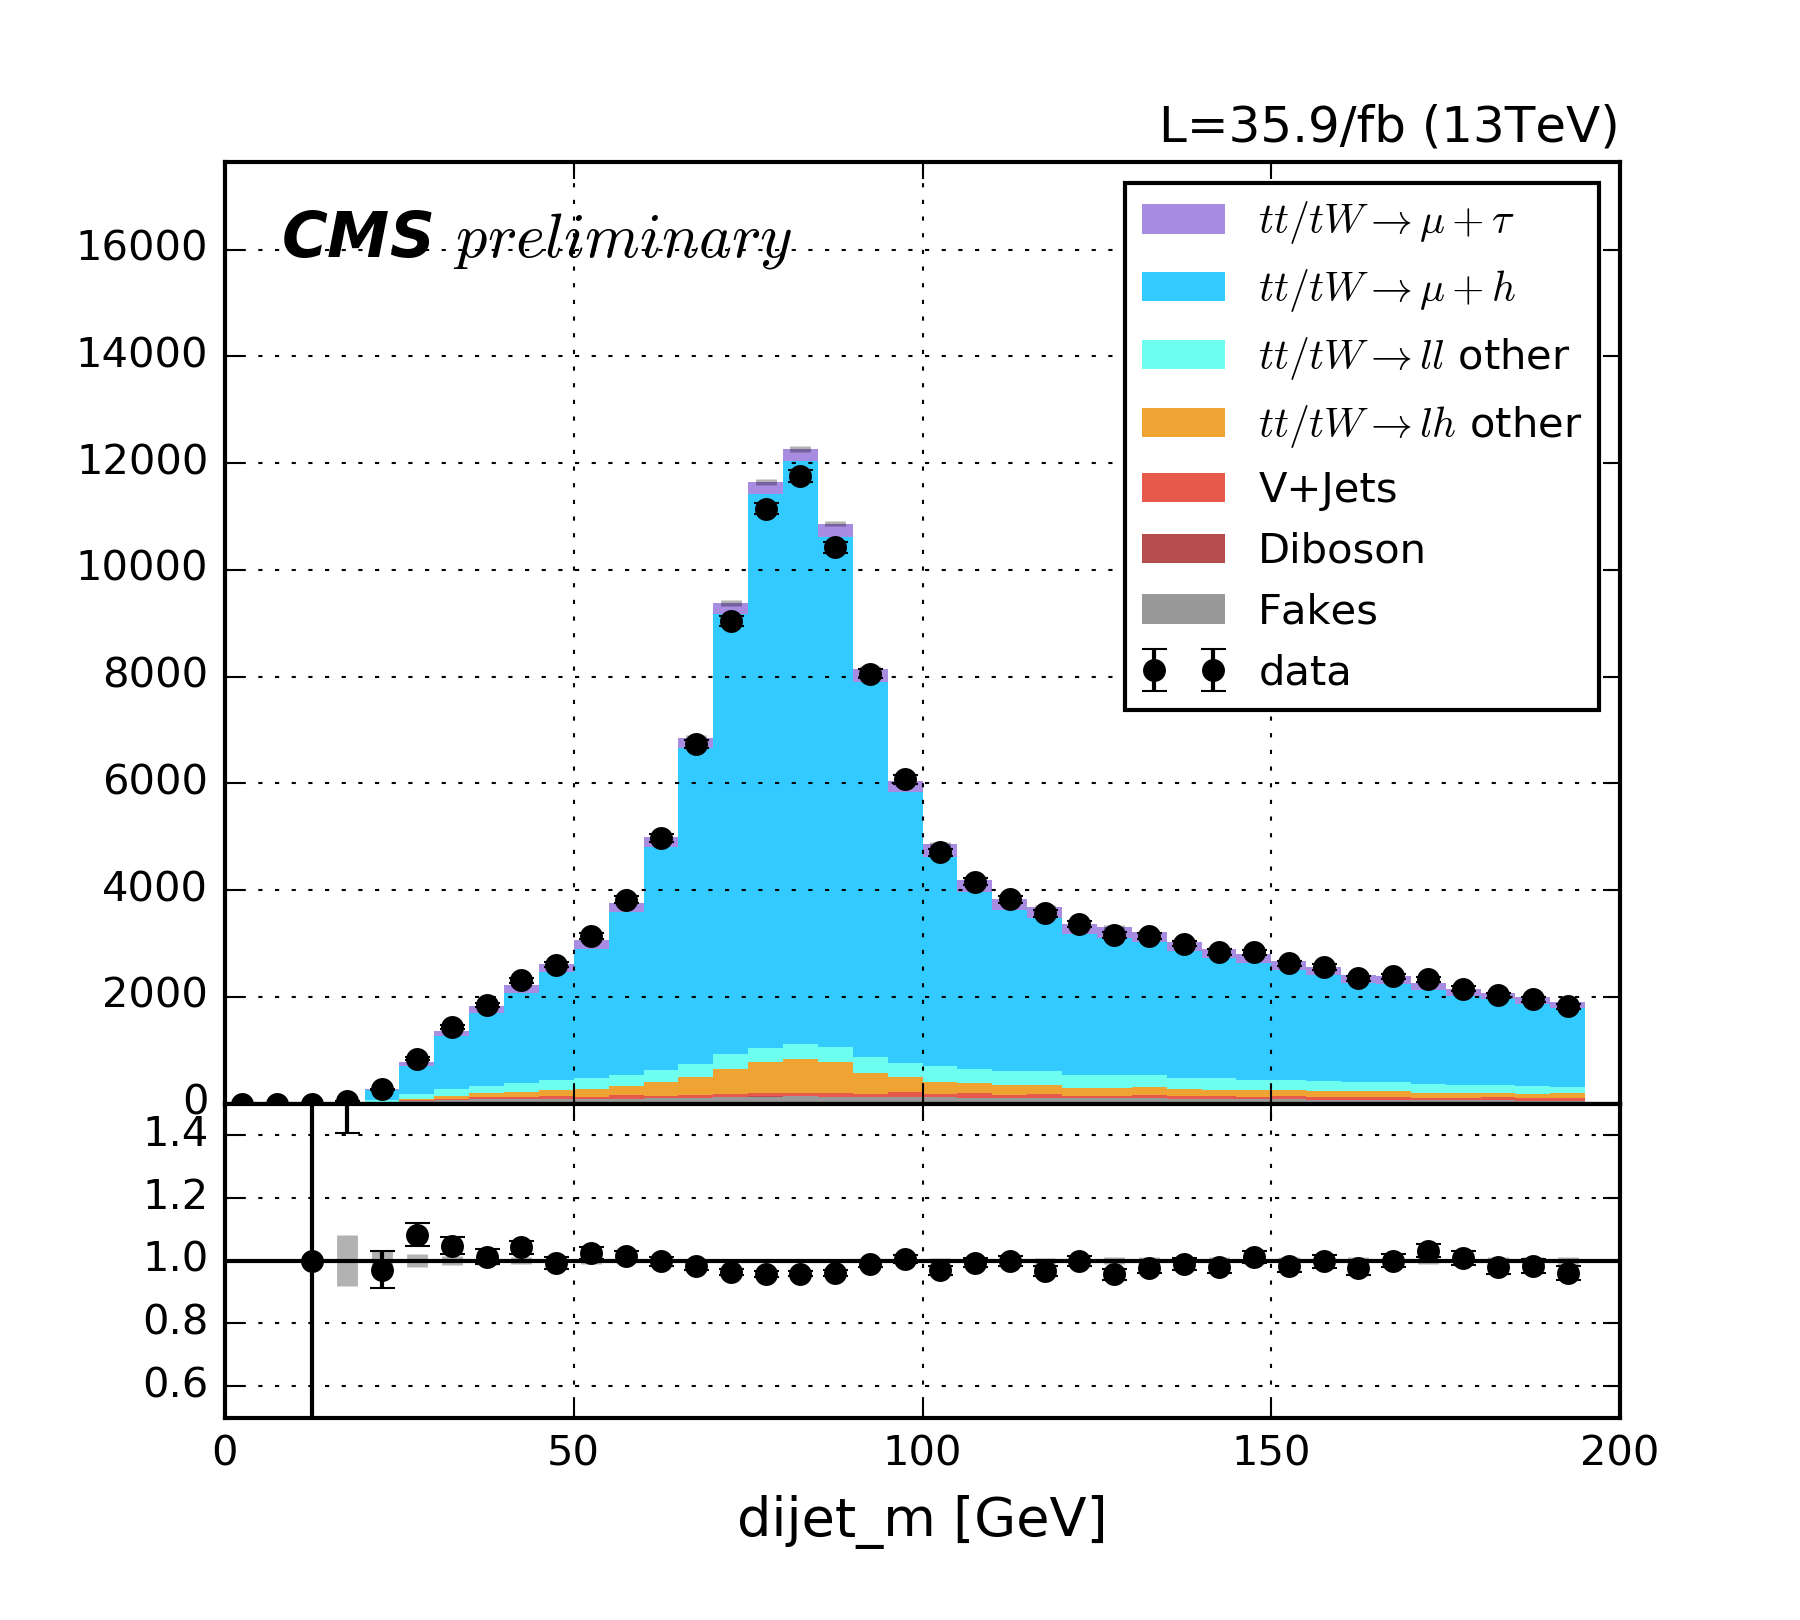 L=35.9/fb (13TeV)
CMS preliminary
16000
14000
12000
10000
8000
6000
4000
2000
0
tt/tW→μ+τ
tt/tW→μ+h
tt/tW→ll other
tt/tW→lh other
V+Jets
Diboson
Fakes
data
1.4
1.2
1.0
0.8
0.6
0 50 100 150 200
dijet_m [GeV]